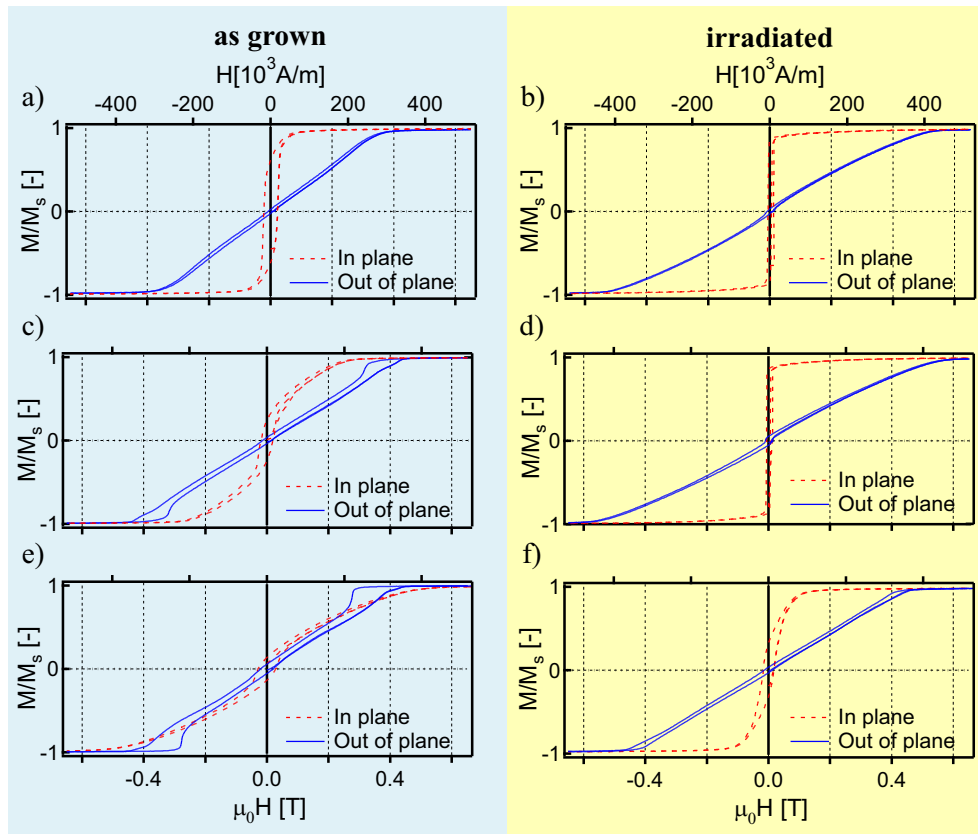 as grown
irradiated
H[10³A/m]
H[10³A/m]
a)
-400 -200 0 200 400
b)
-400 -200 0 200 400
1
0
-1
M/Mₛ [-]
In plane
Out of plane
1
0
-1
M/Mₛ [-]
In plane
Out of plane
c)
1
0
-1
M/Mₛ [-]
In plane
Out of plane
d)
1
0
-1
M/Mₛ [-]
In plane
Out of plane
e)
1
0
-1
M/Mₛ [-]
In plane
Out of plane
f)
1
0
-1
M/Mₛ [-]
In plane
Out of plane
-0.4 0.0 0.4
-0.4 0.0 0.4
μ₀H [T]
μ₀H [T]